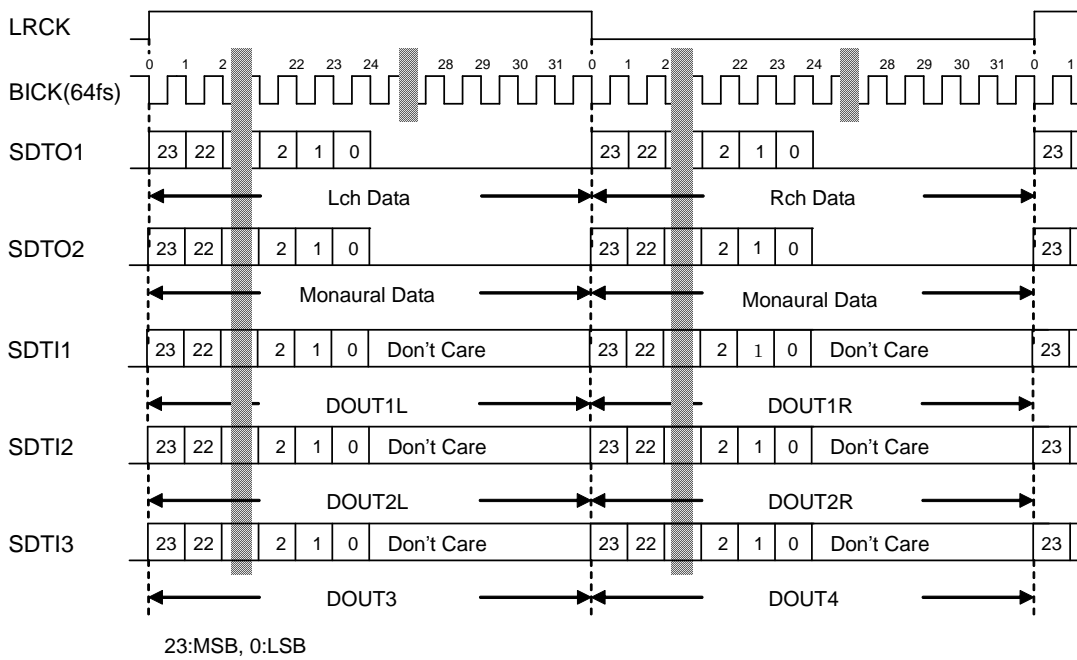 LRCK
0 1 2 22 23 24 28 29 30 31 0 1 2 22 23 24 28 29 30 31 0 1
BICK(64fs)
SDTO1 23 22 2 1 0 23 22 2 1 0 23
Lch Data Rch Data
SDTO2 23 22 2 1 0 23 22 2 1 0 23
Monaural Data Monaural Data
SDTI1 23 22 2 1 0 Don't Care 23 22 2 1 0 Don't Care 23
DOUT1L DOUT1R
SDTI2 23 22 2 1 0 Don't Care 23 22 2 1 0 Don't Care 23
DOUT2L DOUT2R
SDTI3 23 22 2 1 0 Don't Care 23 22 2 1 0 Don't Care 23
DOUT3 DOUT4
23:MSB, 0:LSB